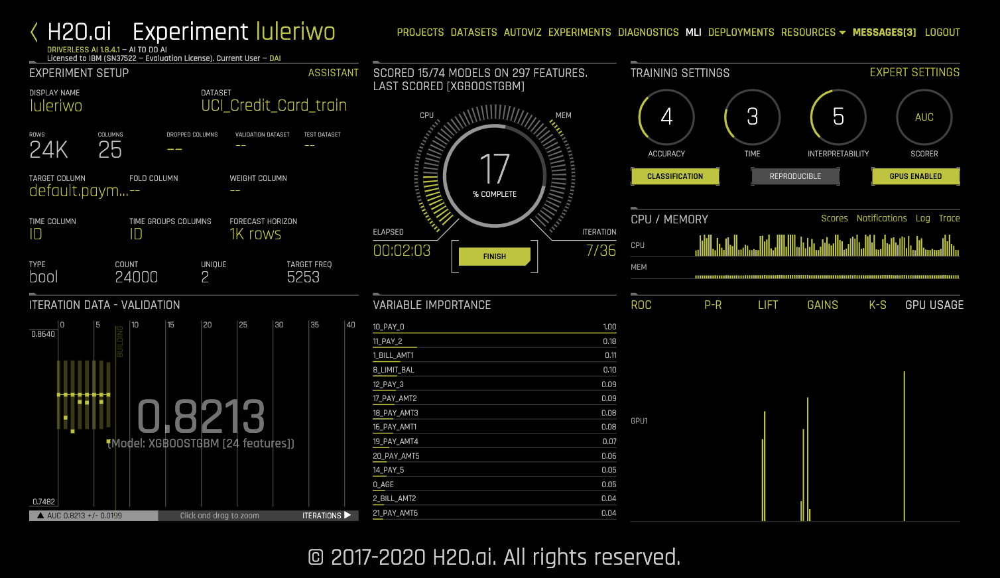 H2O.ai Experiment luleriwo
PROJECTS DATASETS AUTOVIZ EXPERIMENTS DIAGNOSTICS MLI DEPLOYMENTS RESOURCES MESSAGES[3] LOGOUT
DRIVERLESS AI 1.8.4.1 — AI TO DO AI
Licensed to IBM (SN37522 — Evaluation License). Current User — DAI
EXPERIMENT SETUP ASSISTANT
DISPLAY NAME DATASET
luleriwo UCI_Credit_Card_train
ROWS COLUMNS DROPPED COLUMNS VALIDATION DATASET TEST DATASET
24K 25 -- -- --
TARGET COLUMN FOLD COLUMN WEIGHT COLUMN
default.paym... -- --
TIME COLUMN TIME GROUPS COLUMNS FORECAST HORIZON
ID ID 1K rows
TYPE COUNT UNIQUE TARGET FREQ
bool 24000 2 5253
SCORED 15/74 MODELS ON 297 FEATURES.
LAST SCORED [XGBOOSTGBM]
CPU MEM
17
% COMPLETE
ELAPSED ITERATION
00:02:03 7/36
FINISH
TRAINING SETTINGS EXPERT SETTINGS
4 3 5 AUC
ACCURACY TIME INTERPRETABILITY SCORER
CLASSIFICATION REPRODUCIBLE GPUS ENABLED
CPU / MEMORY Scores Notifications Log Trace
CPU
MEM
ITERATION DATA - VALIDATION
0 5 10 15 20 25 30 35 40
0.8640
BUILDING
0.8213
(Model: XGBOOSTGBM [24 features])
0.7482
▲ AUC 0.8213 +/- 0.0199 Click and drag to zoom ITERATIONS ▶
VARIABLE IMPORTANCE
10_PAY_0 1.00
11_PAY_2 0.18
1_BILL_AMT1 0.11
8_LIMIT_BAL 0.10
12_PAY_3 0.09
17_PAY_AMT2 0.09
18_PAY_AMT3 0.08
16_PAY_AMT1 0.08
19_PAY_AMT4 0.07
20_PAY_AMT5 0.06
14_PAY_5 0.05
0_AGE 0.05
2_BILL_AMT2 0.04
21_PAY_AMT6 0.04
ROC P-R LIFT GAINS K-S GPU USAGE
GPU1
© 2017-2020 H2O.ai. All rights reserved.